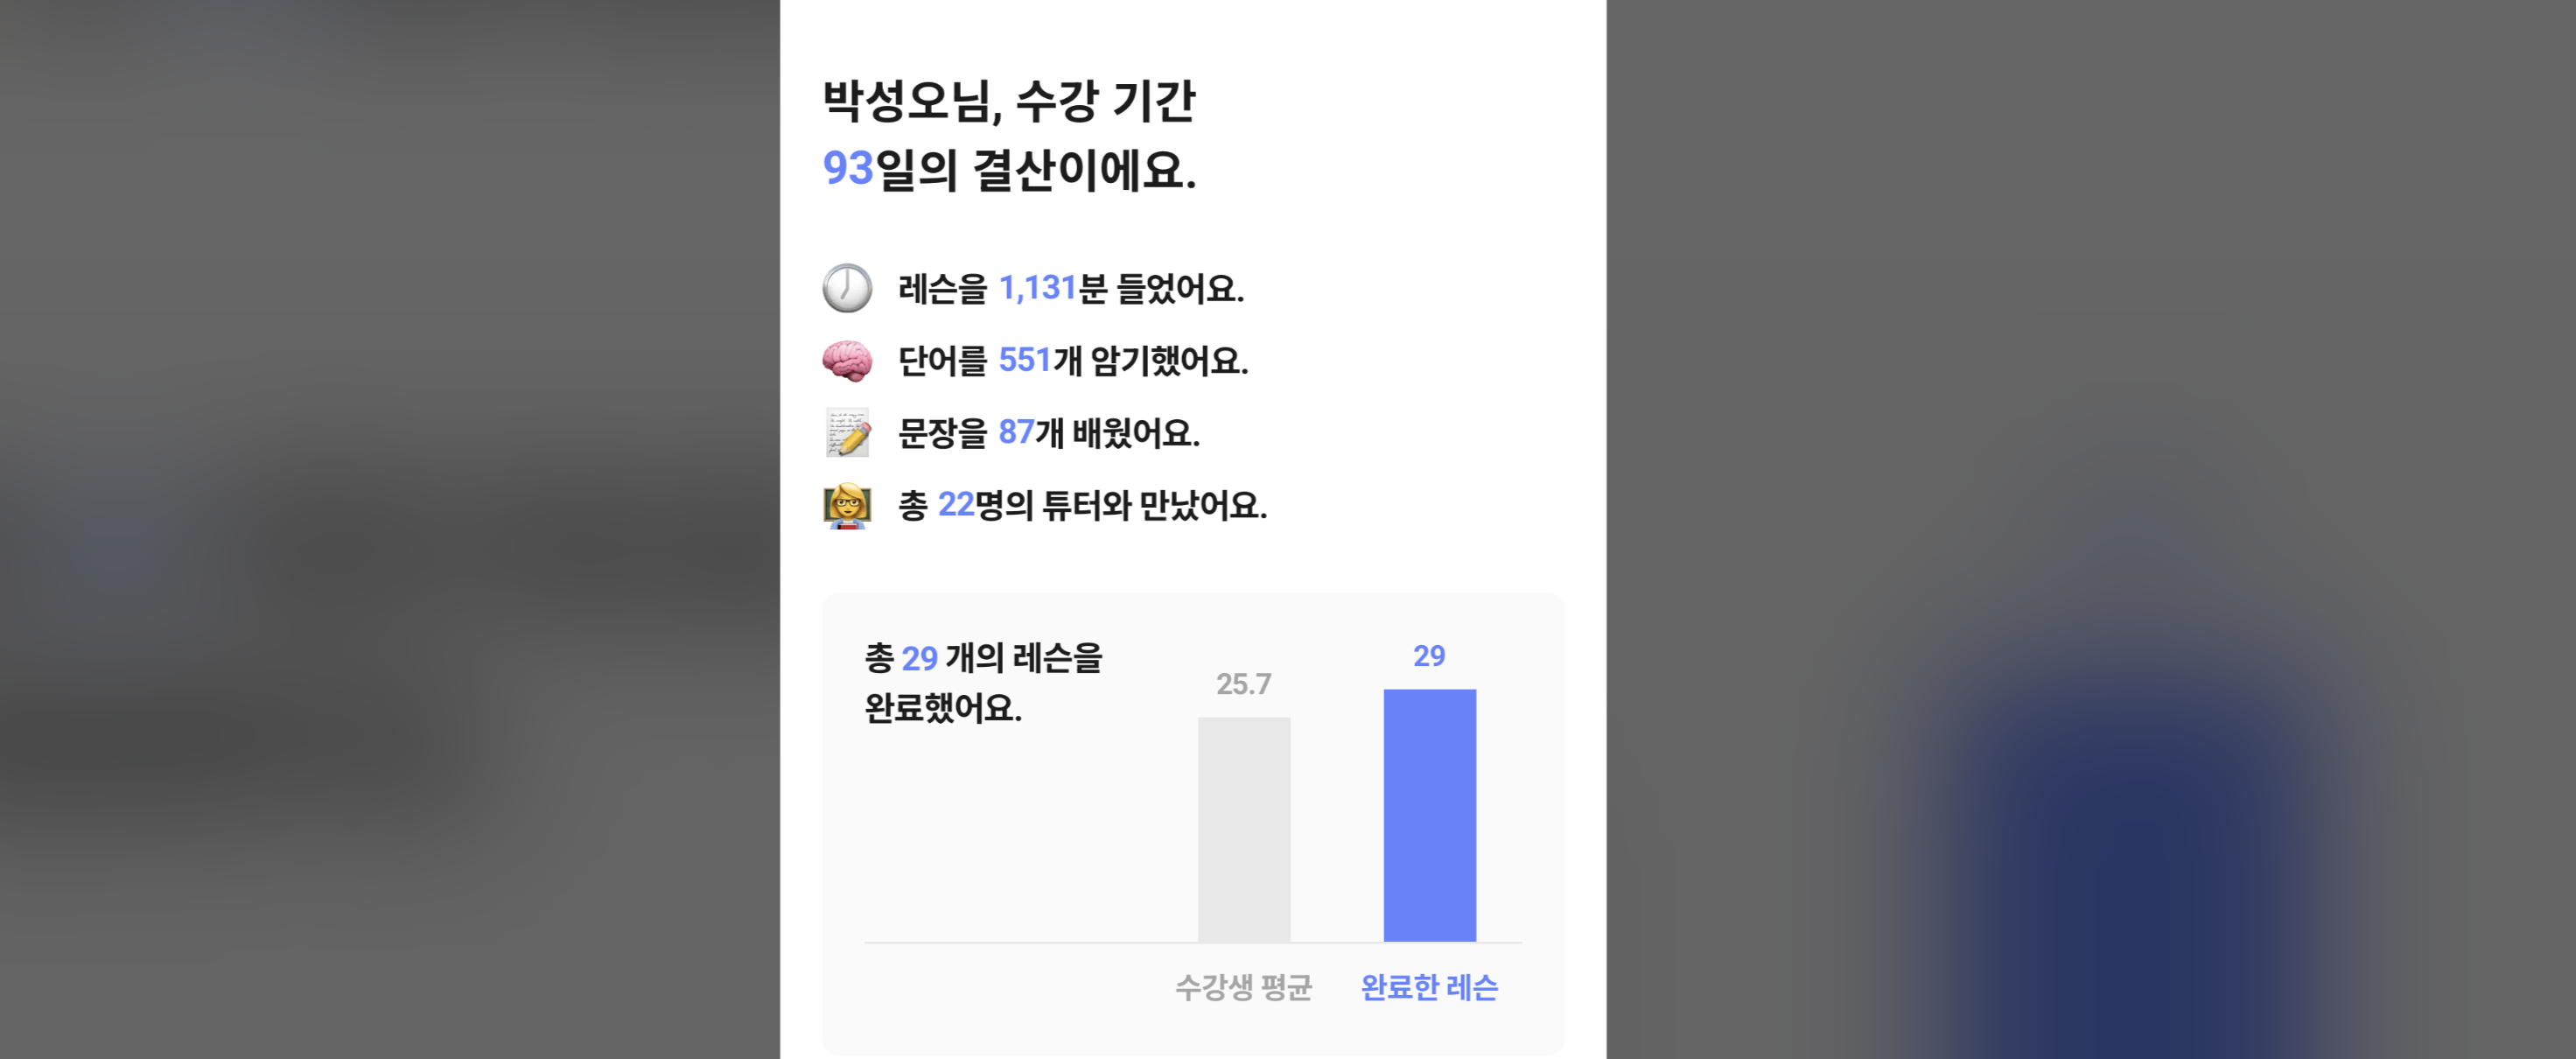 박성오님, 수강 기간
93일의 결산이에요.
레슨을 1,131분 들었어요.
단어를 551개 암기했어요.
문장을 87개 배웠어요.
총 22명의 튜터와 만났어요.
총 29 개의 레슨을
완료했어요.
25.7
29
수강생 평균
완료한 레슨